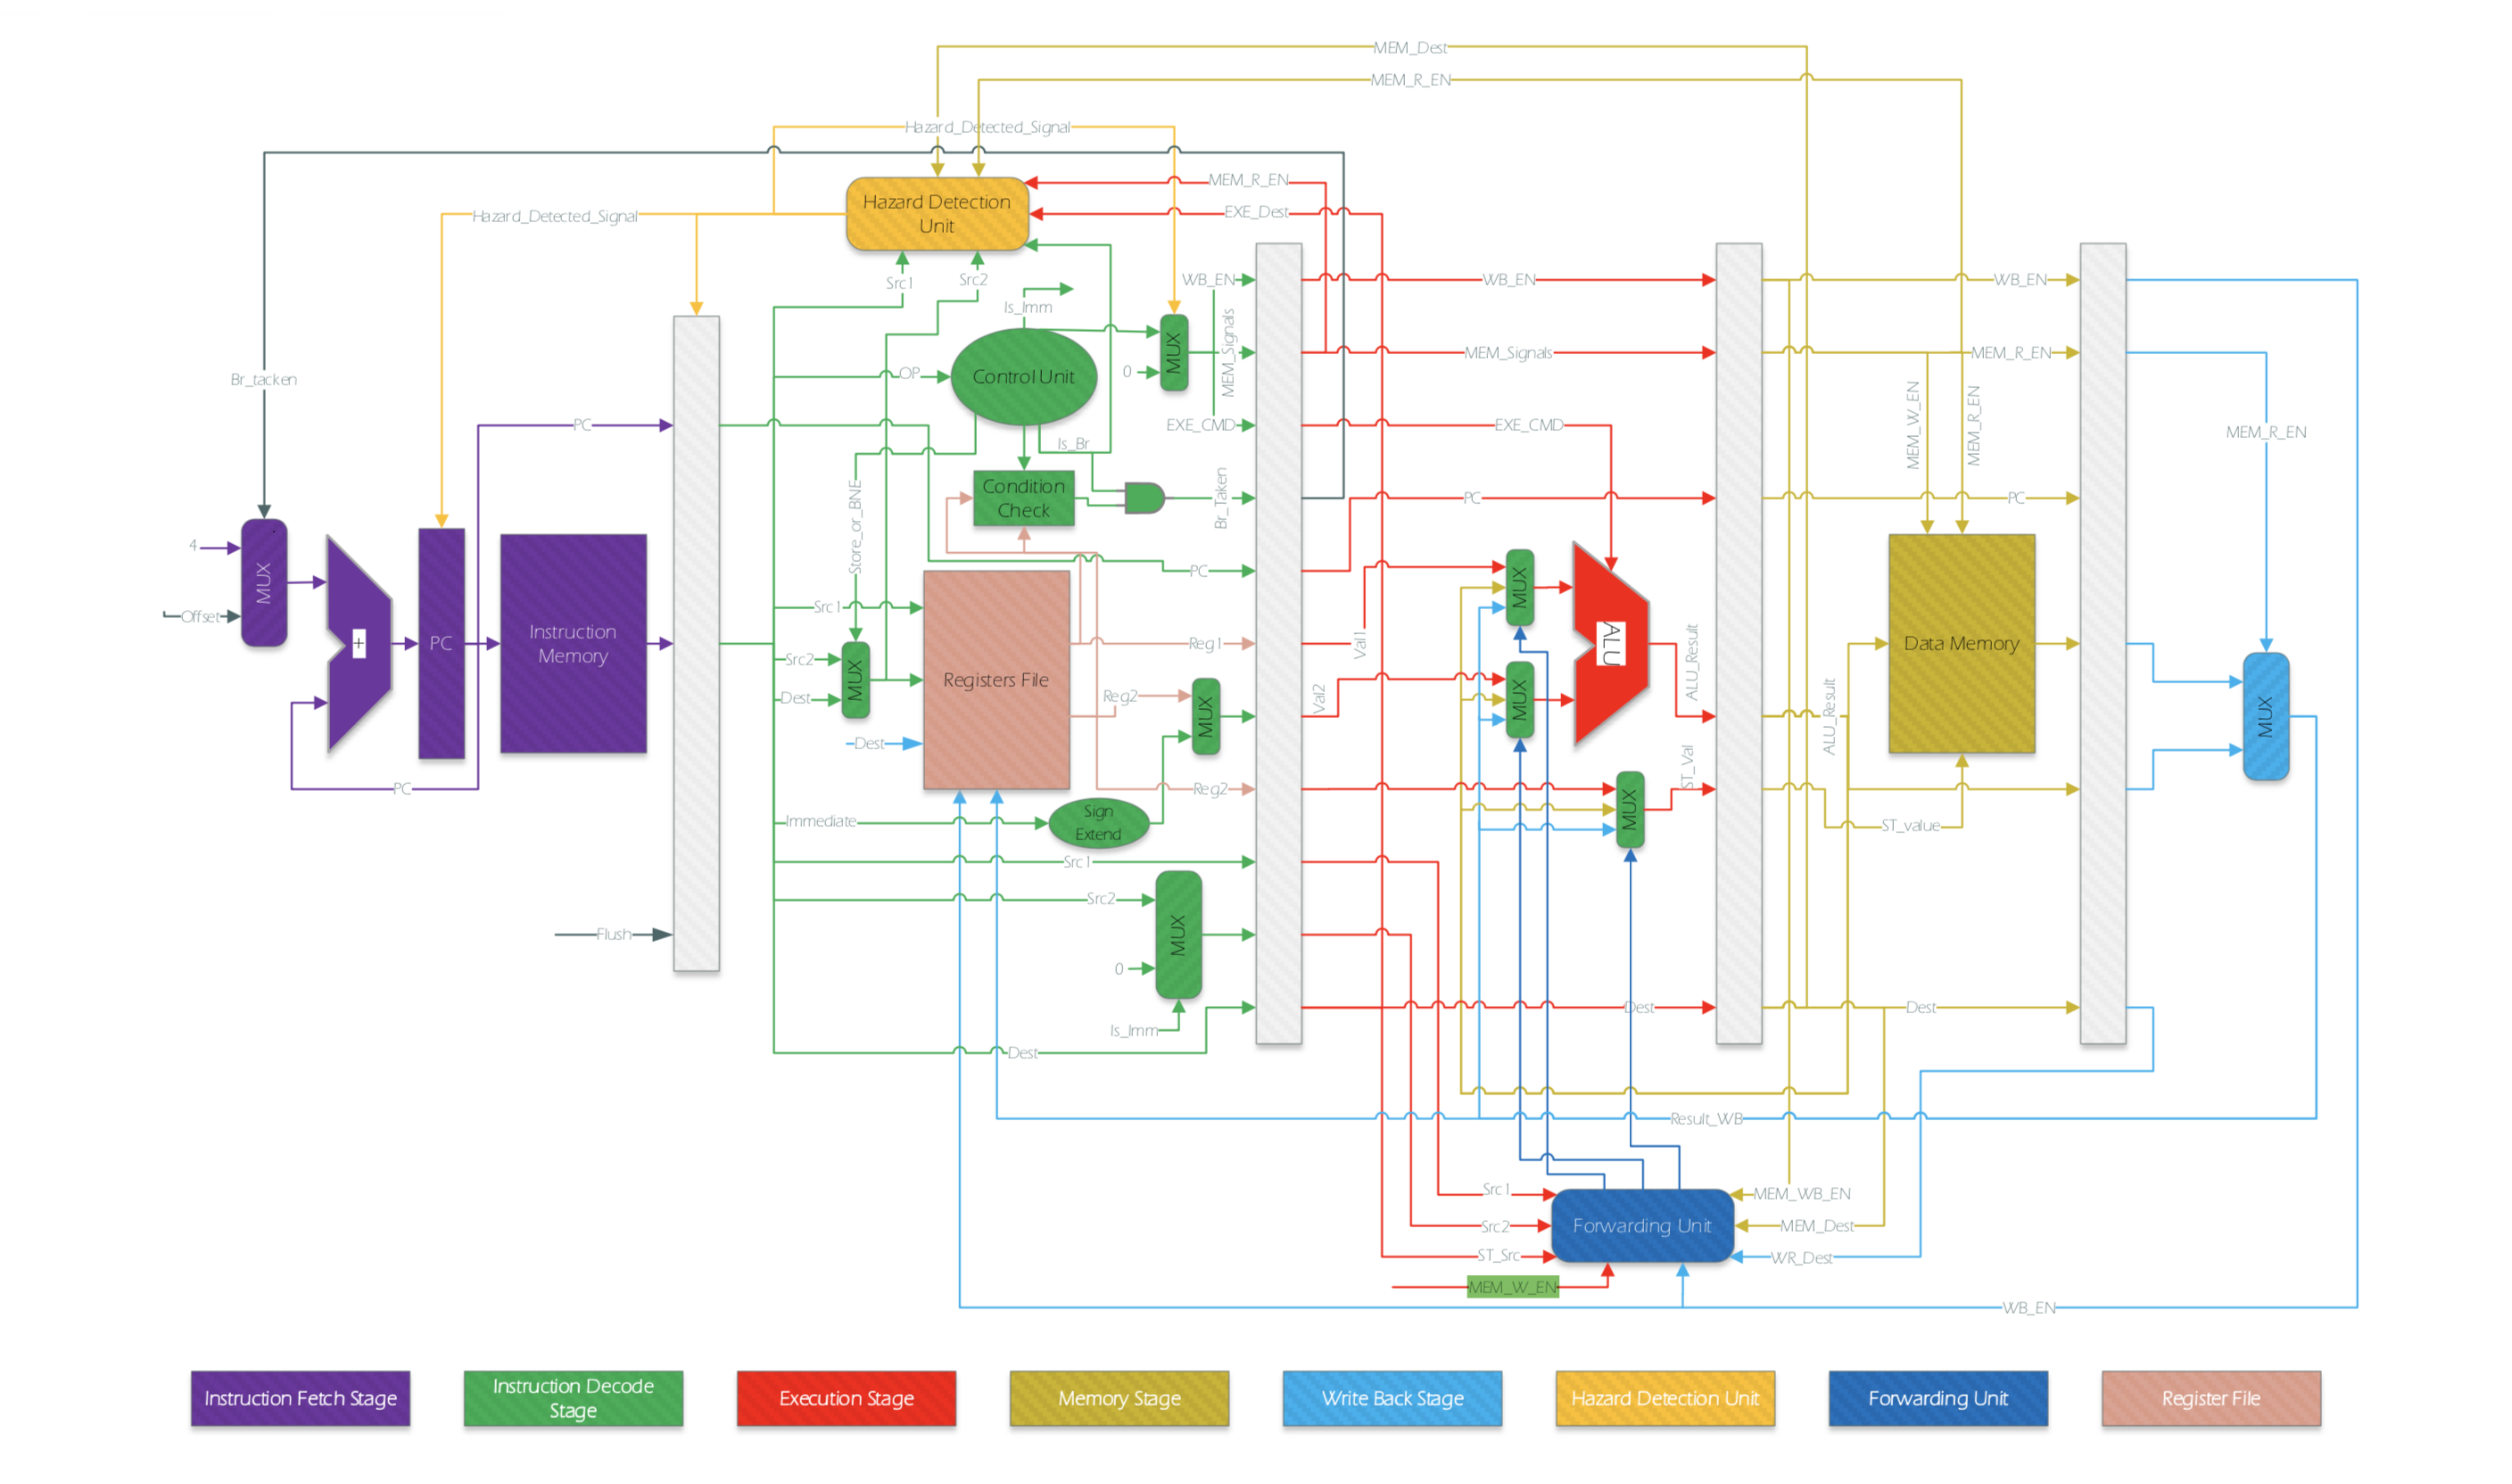 MEM_Dest
MEM_R_EN
Hazard_Detected_Signal
MEM_R_EN
Hazard Detection
Unit
EXE_Dest
Hazard_Detected_Signal
Src1
Src2
WB_EN
WB_EN
WB_EN
Is_Imm
MEM_Signals
MUX
MEM_Signals
MEM_R_EN
Br_tacken
OP
Control Unit
0
PC
EXE_CMD
EXE_CMD
MEM_W_EN
MEM_R_EN
MEM_R_EN
Is_Br
Condition
Check
Br_Taken
PC
PC
Store_or_BNE
4
MUX
Offset
+
PC
Instruction
Memory
PC
MUX
Src1
Src2
MUX
Dest
Registers File
Reg1
Val1
ALU
ALU_Result
Data Memory
Reg2
MUX
Val2
MUX
ALU_Result
MUX
Dest
ST_Val
PC
Reg2
MUX
Immediate
Sign
Extend
ST_value
Src1
Src2
MUX
Flush
0
Dest
Dest
Is_Imm
Dest
Result_WB
Src1
MEM_WB_EN
Src2
Forwarding Unit
MEM_Dest
ST_Src
WR_Dest
MEM_W_EN
WB_EN
Instruction Fetch Stage
Instruction Decode
Stage
Execution Stage
Memory Stage
Write Back Stage
Hazard Detection Unit
Forwarding Unit
Register File